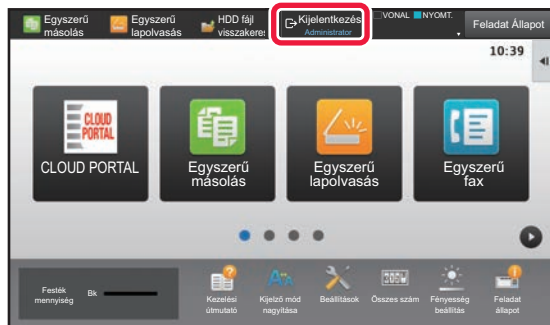 Egyszerű
másolás
Egyszerű
lapolvasás
HDD fájl
visszakeres
Kijelentkezés
Administrator
VONAL
NYOMT.
Feladat Állapot
10:39
CLOUD
PORTAL
CLOUD PORTAL
Egyszerű
másolás
Egyszerű
lapolvasás
Egyszerű
fax
Festék
mennyiség
Bk
Kezelési
útmutató
Kijelző mód
nagyítása
Beállítások
Összes szám
Fényesség
beállítás
Feladat
állapot